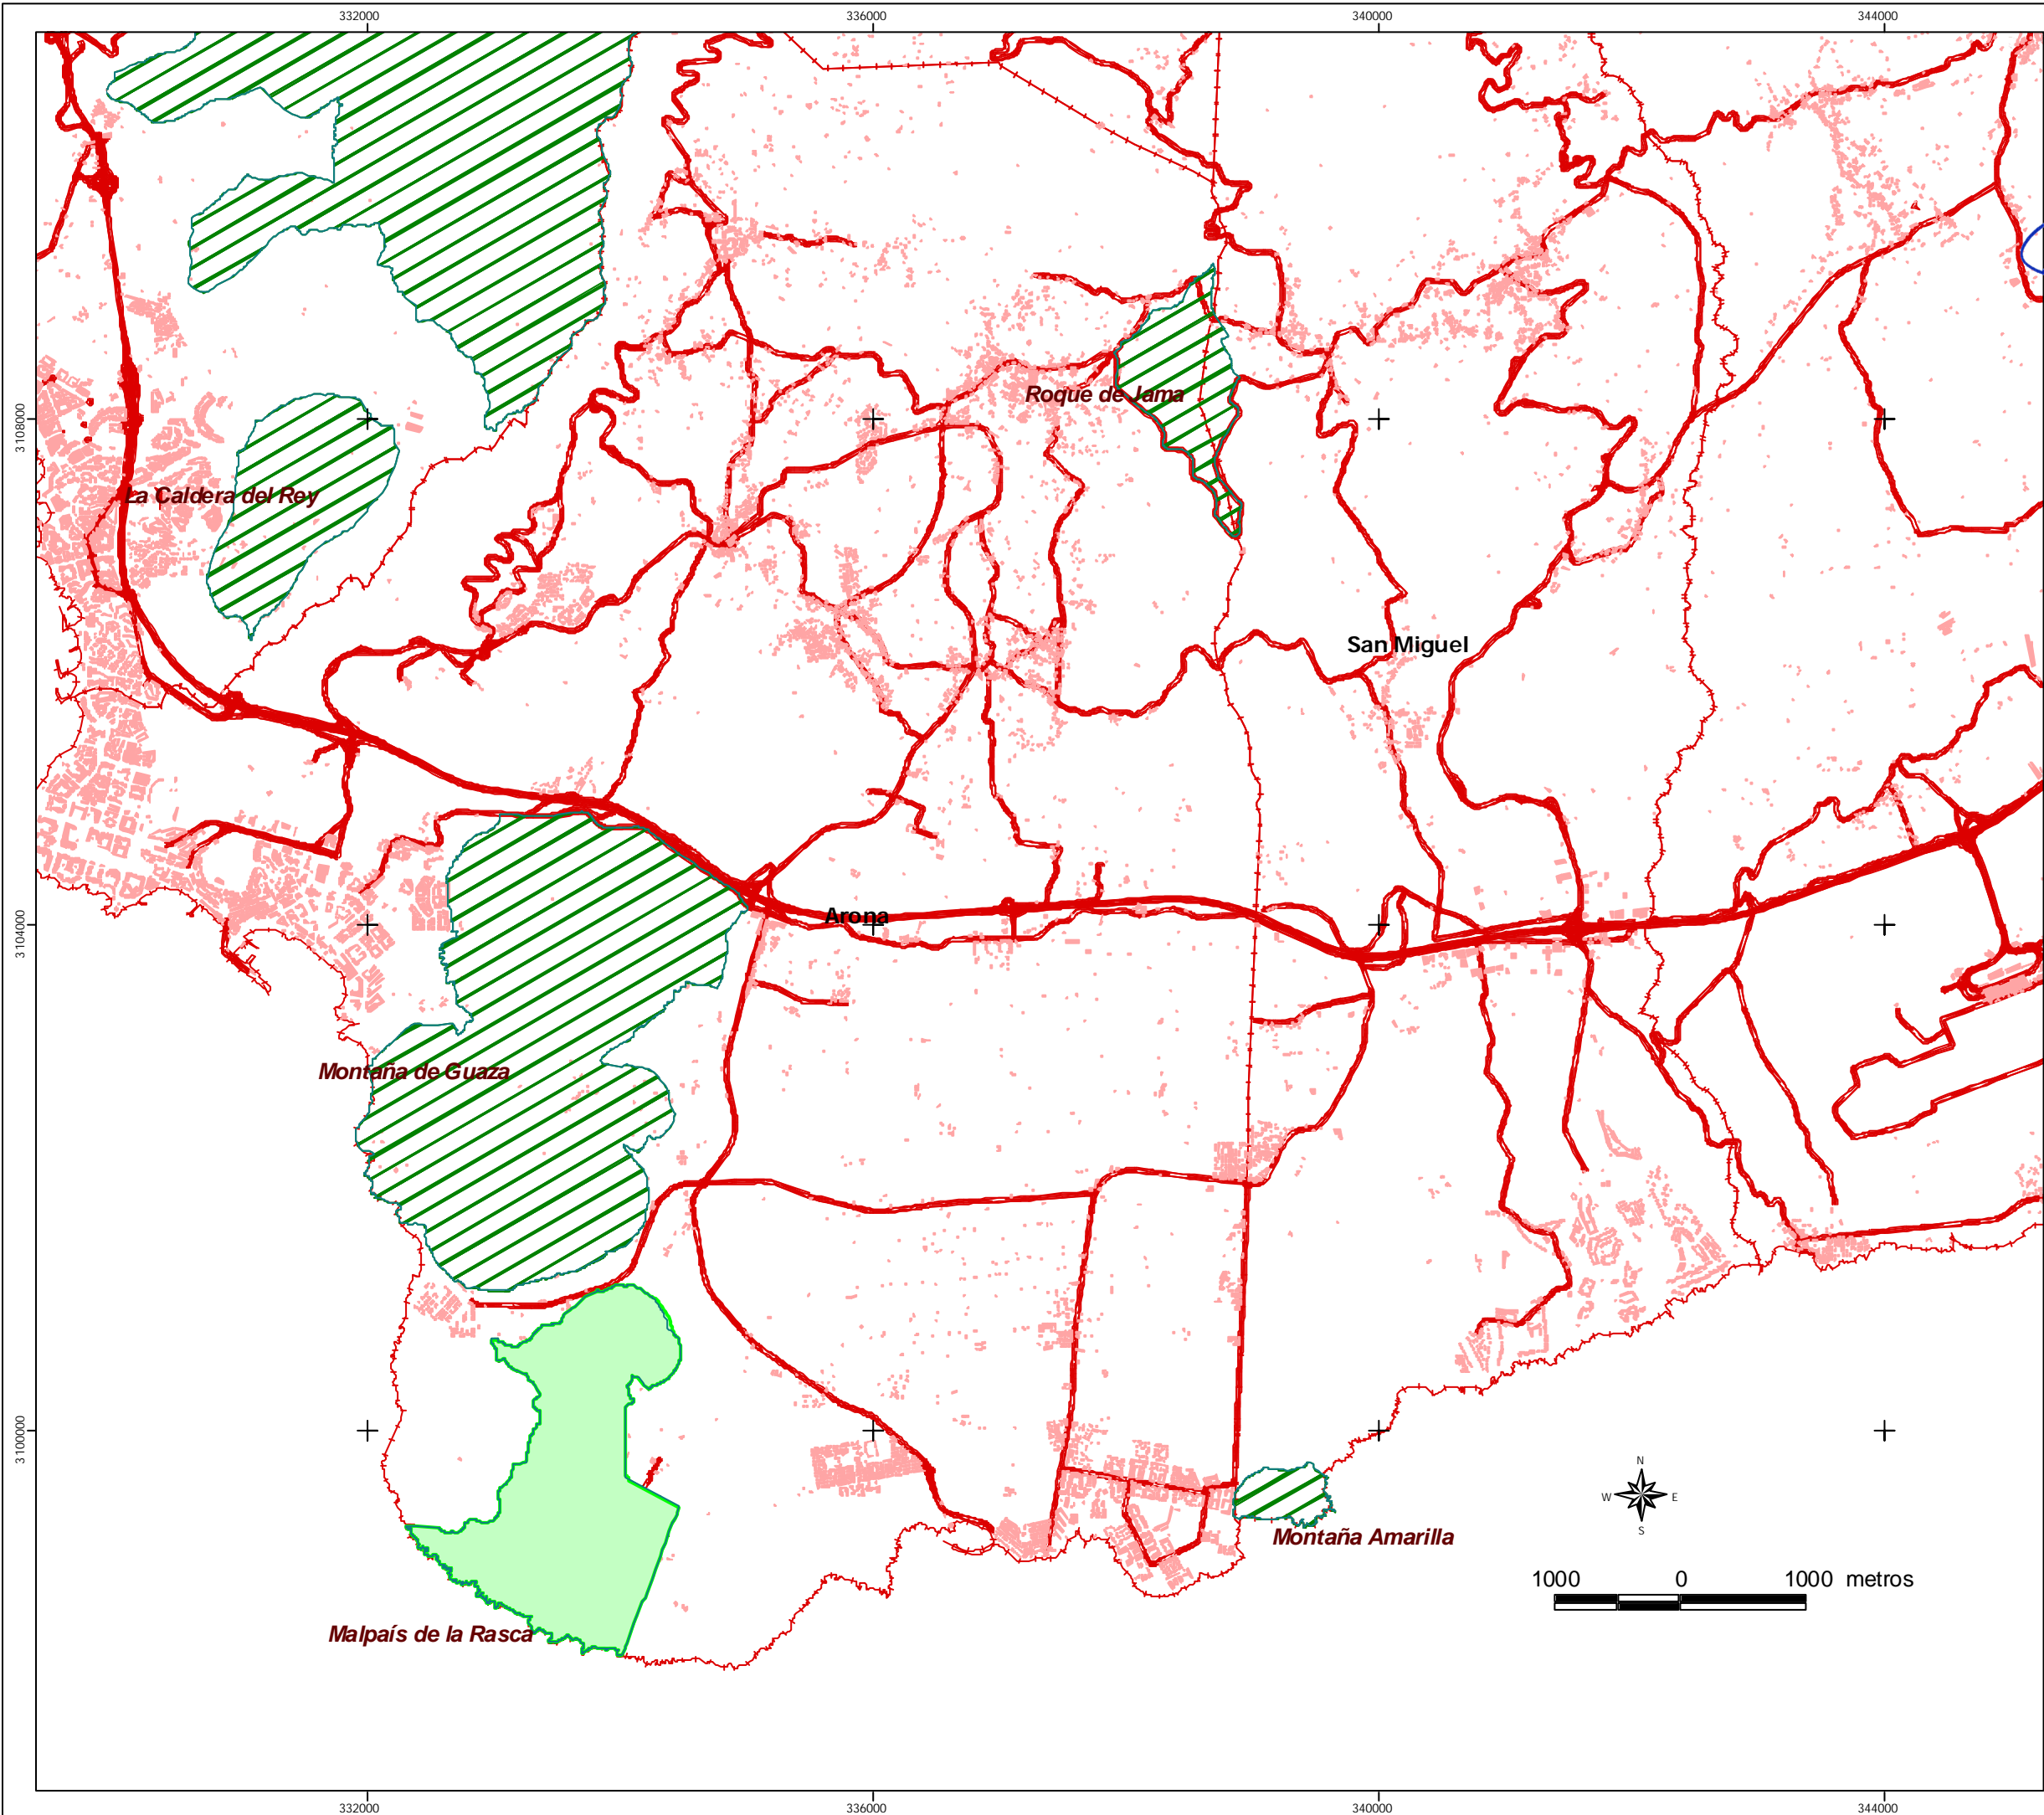 332000 336000 340000 344000
Roque de Jama
3108000
La Caldera del Rey
San Miguel
Arona
3104000
Montaña de Guaza
3100000
N
W E
S
Montaña Amarilla
1000 0 1000 metros
Malpaís de la Rasca
332000 336000 340000 344000